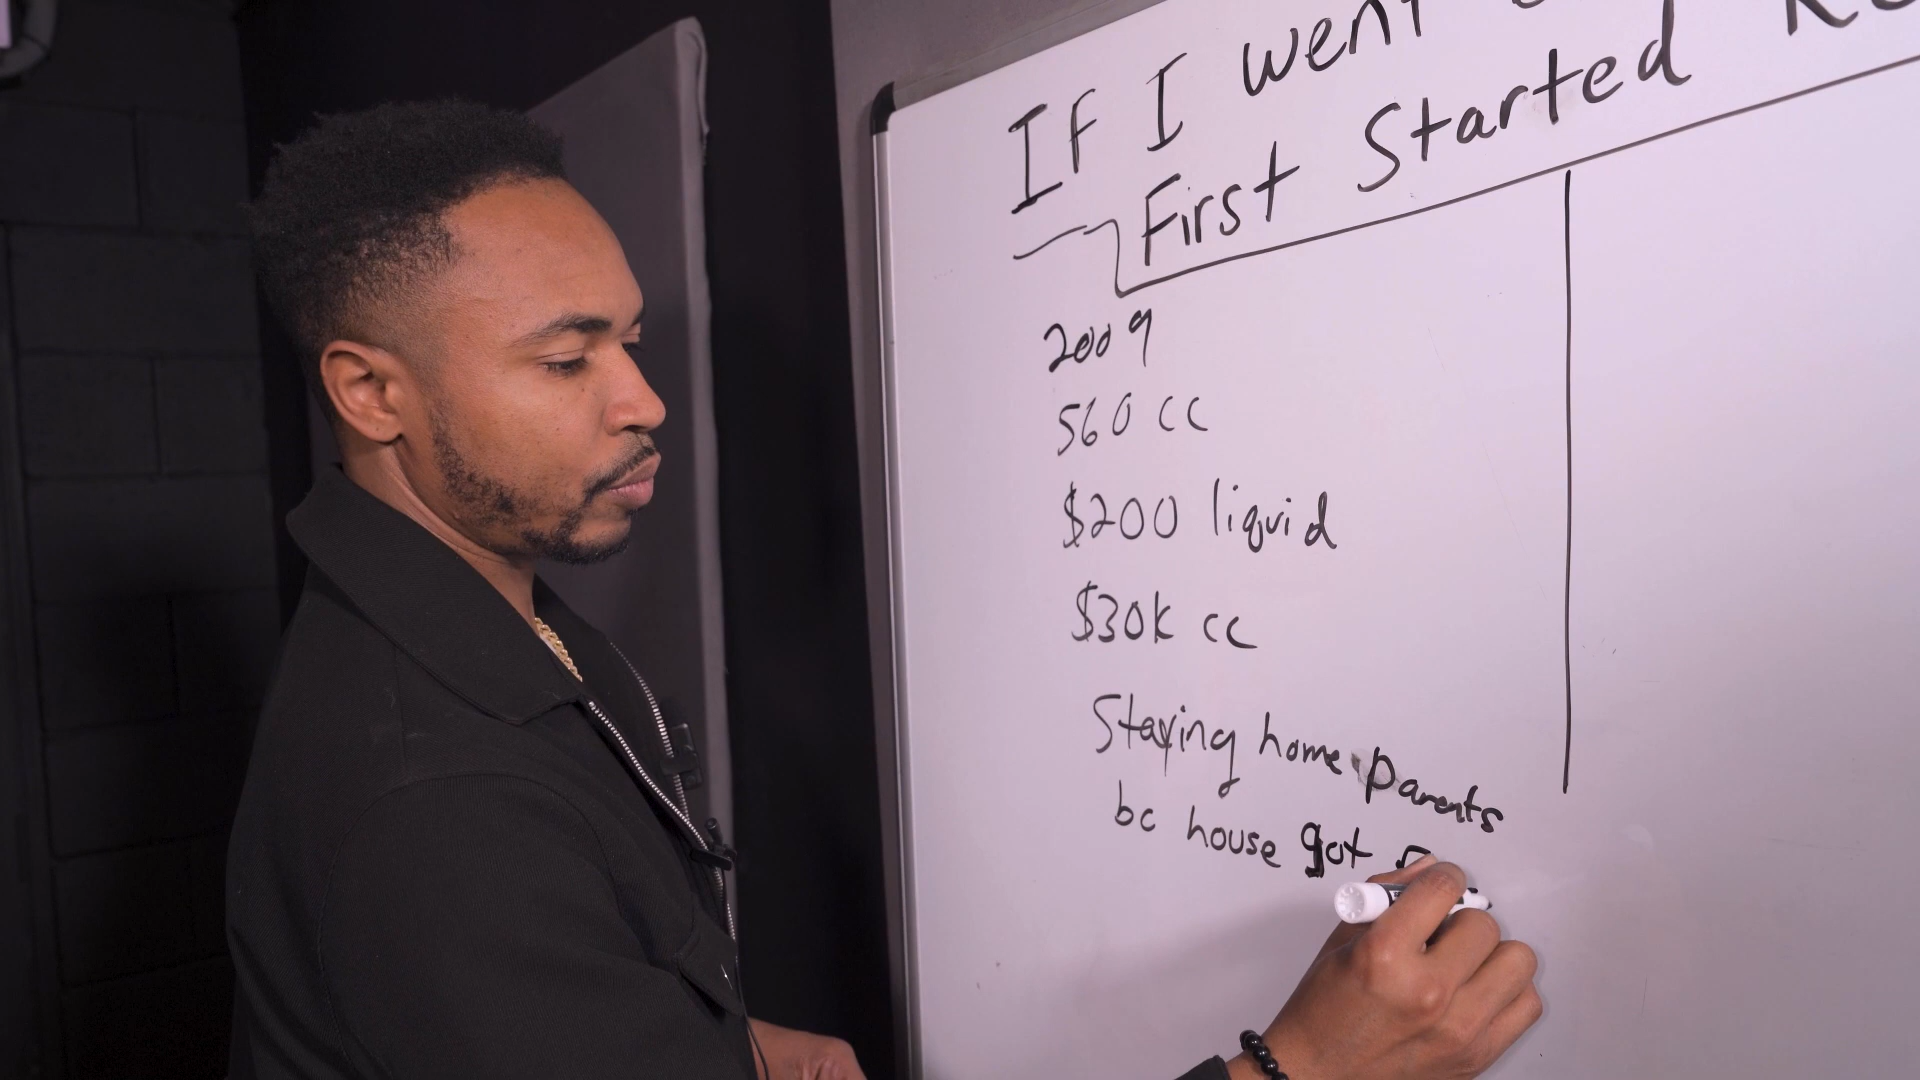 If I went
First Started
2009
560 cc
$200 liquid
$30k cc
Staying home parents
bc house got